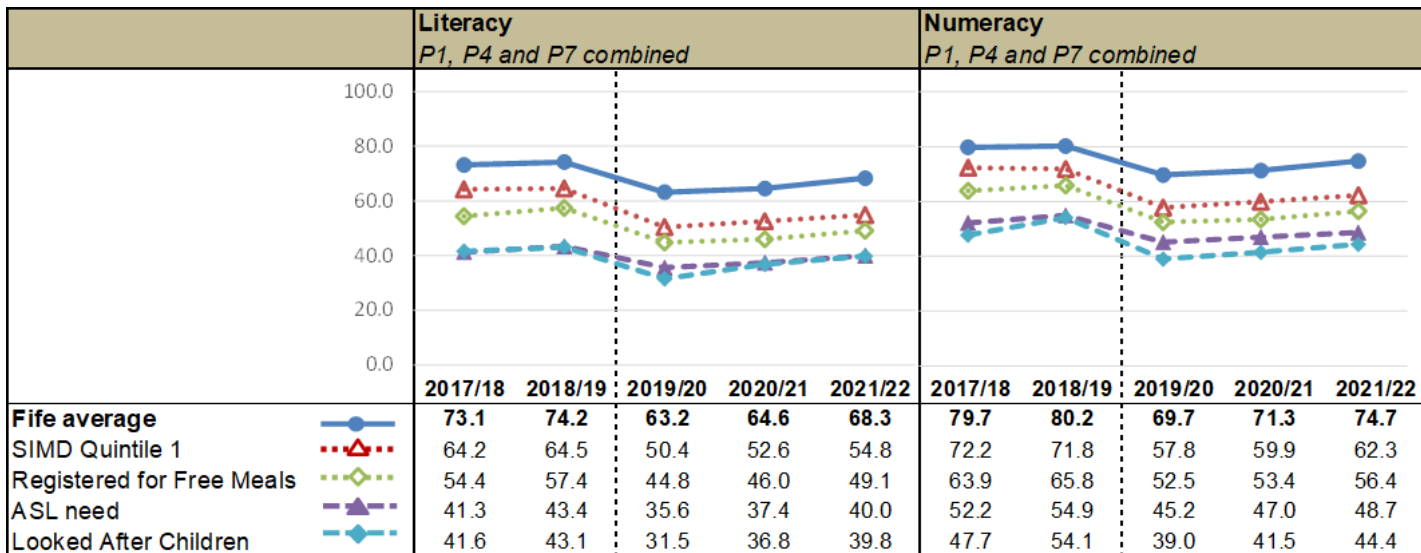 Literacy Numeracy
P1, P4 and P7 combined P1, P4 and P7 combined
100.0
80.0
60.0
40.0
20.0
0.0
2017/18 2018/19 2019/20 2020/21 2021/22 2017/18 2018/19 2019/20 2020/21 2021/22
Fife average 73.1 74.2 63.2 64.6 68.3 79.7 80.2 69.7 71.3 74.7
SIMD Quintile 1 64.2 64.5 50.4 52.6 54.8 72.2 71.8 57.8 59.9 62.3
Registered for Free Meals 54.4 57.4 44.8 46.0 49.1 63.9 65.8 52.5 53.4 56.4
ASL need 41.3 43.4 35.6 37.4 40.0 52.2 54.9 45.2 47.0 48.7
Looked After Children 41.6 43.1 31.5 36.8 39.8 47.7 54.1 39.0 41.5 44.4